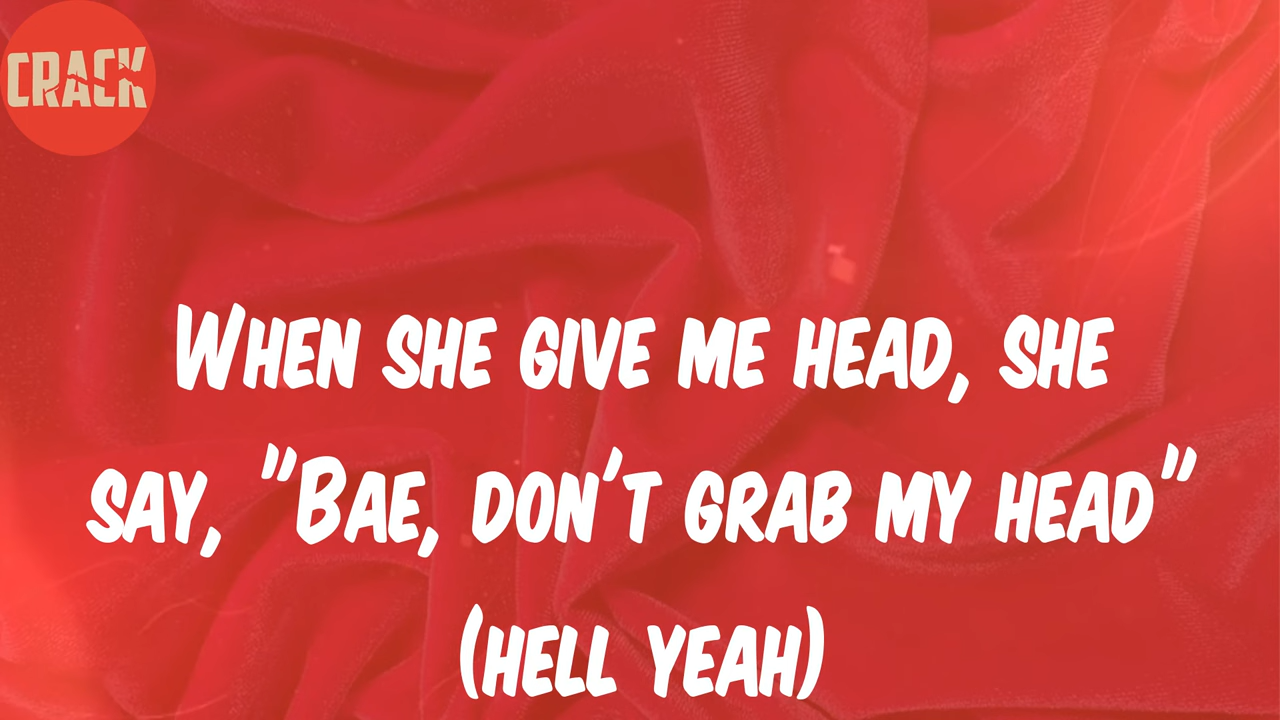 CRACK
WHEN SHE GIVE ME HEAD, SHE
SAY, "BAE, DON'T GRAB MY HEAD"
(HELL YEAH)